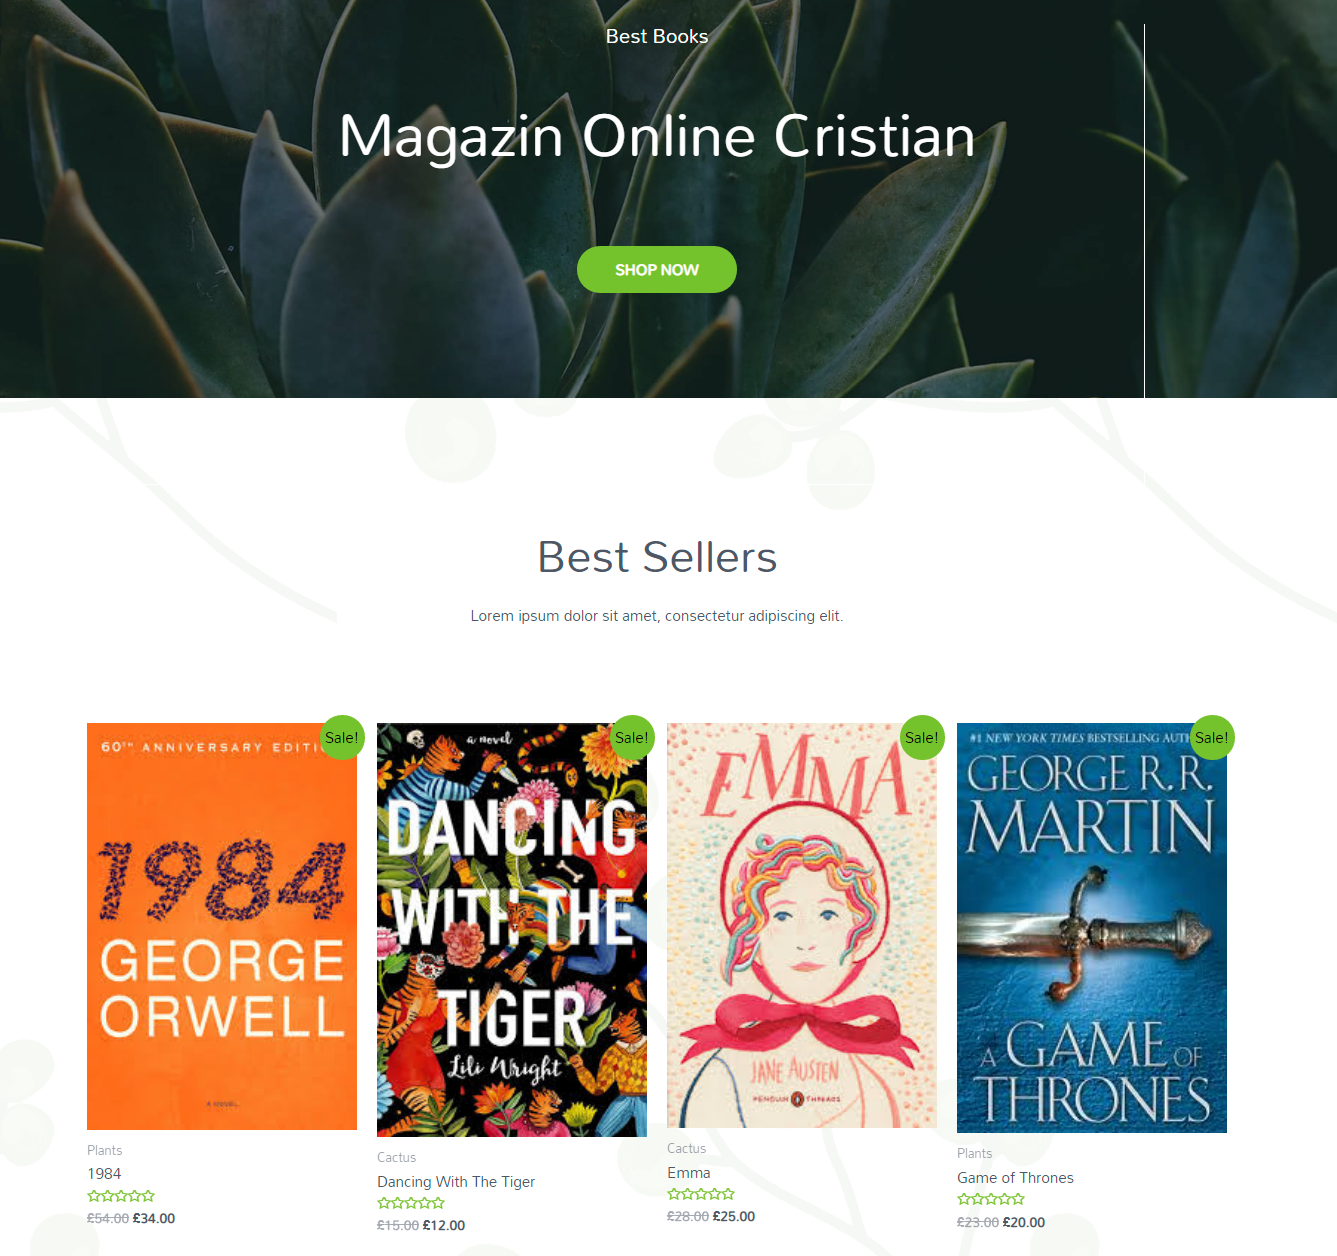 Best Books
Magazin Online Cristian
SHOP NOW
Best Sellers
Lorem ipsum dolor sit amet, consectetur adipiscing elit.
Sale!
60TH ANNIVERSARY
1984
GEORGE
ORWELL
A NOVEL
Plants
1984
£54.00 £34.00
Sale!
a novel
DANCING
WITH THE
TIGER
Lili Wright
Cactus
Dancing With The Tiger
£15.00 £12.00
Sale!
EMMA
JANE AUSTEN
PENGUIN THREADS
Cactus
Emma
£28.00 £25.00
Sale!
#1 NEW YORK TIMES BESTSELLING
GEORGE R.R.
MARTIN
A GAME OF
THRONES
Plants
Game of Thrones
£23.00 £20.00